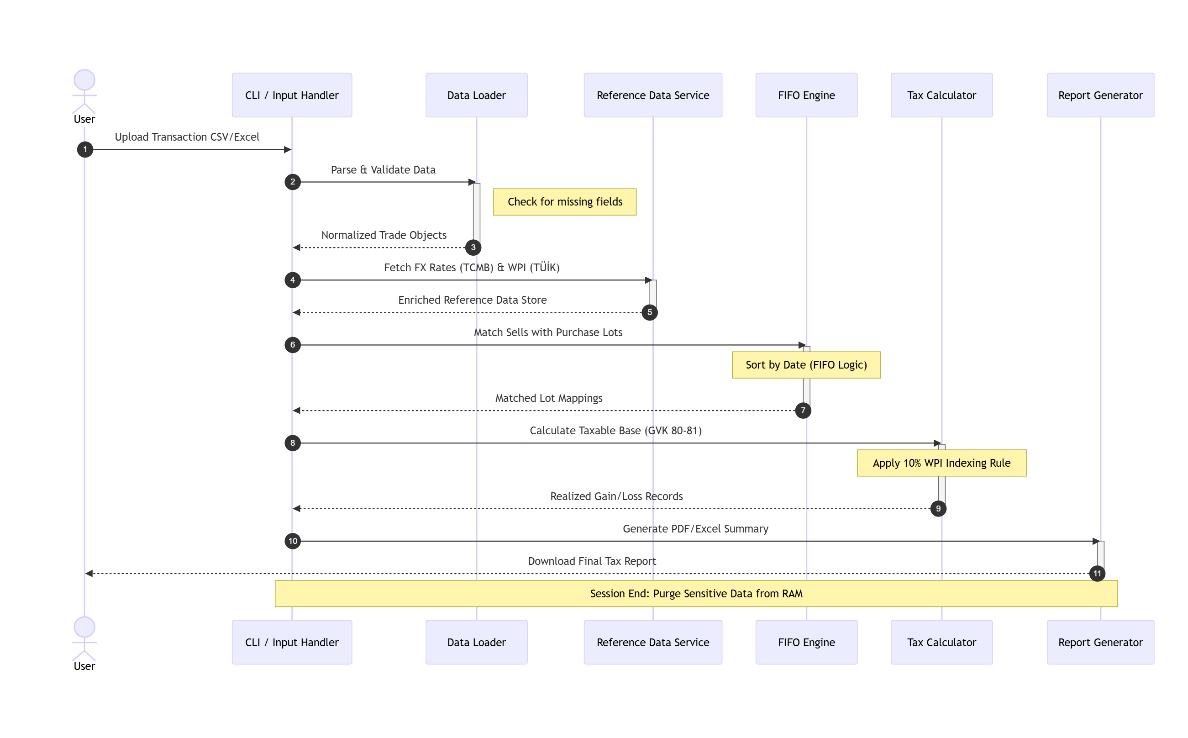 User
CLI / Input Handler
Data Loader
Reference Data Service
FIFO Engine
Tax Calculator
Report Generator
1
Upload Transaction CSV/Excel
2
Parse & Validate Data
Check for missing fields
3
Normalized Trade Objects
4
Fetch FX Rates (TCMB) & WPI (TÜİK)
5
Enriched Reference Data Store
6
Match Sells with Purchase Lots
Sort by Date (FIFO Logic)
7
Matched Lot Mappings
8
Calculate Taxable Base (GVK 80-81)
Apply 10% WPI Indexing Rule
9
Realized Gain/Loss Records
10
Generate PDF/Excel Summary
11
Download Final Tax Report
Session End: Purge Sensitive Data from RAM
User
CLI / Input Handler
Data Loader
Reference Data Service
FIFO Engine
Tax Calculator
Report Generator